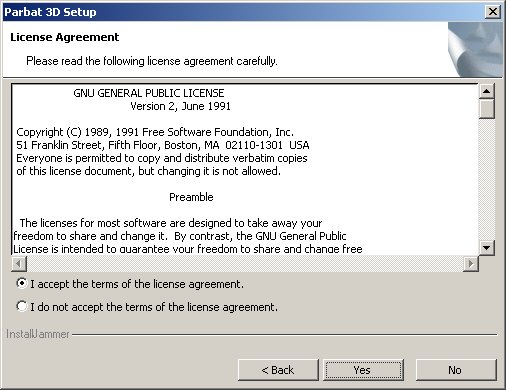 Parbat 3D Setup
License Agreement
Please read the following license agreement carefully.
GNU GENERAL PUBLIC LICENSE
Version 2, June 1991
Copyright (C) 1989, 1991 Free Software Foundation, Inc.
51 Franklin Street, Fifth Floor, Boston, MA  02110-1301  USA
Everyone is permitted to copy and distribute verbatim copies
of this license document, but changing it is not allowed.
Preamble
The licenses for most software are designed to take away your
freedom to share and change it.  By contrast, the GNU General Public
License is intended to guarantee your freedom to share and change free
I accept the terms of the license agreement.
I do not accept the terms of the license agreement.
InstallJammer
< Back
Yes
No